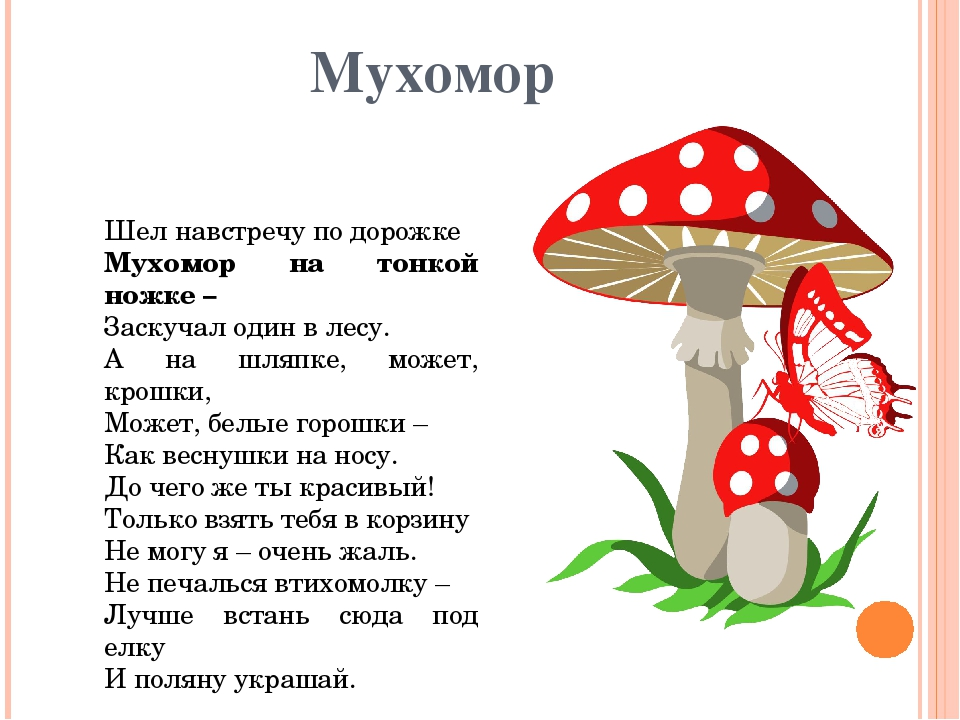 Мухомор
Шел навстречу по дорожке
Мухомор на тонкой
ножке –
Заскучал один в лесу.
А на шляпке, может,
крошки,
Может, белые горошки –
Как веснушки на носу.
До чего же ты красивый!
Только взять тебя в корзину
Не могу я – очень жаль.
Не печалься втихомолку –
Лучше встань сюда под
елку
И поляну украшай.